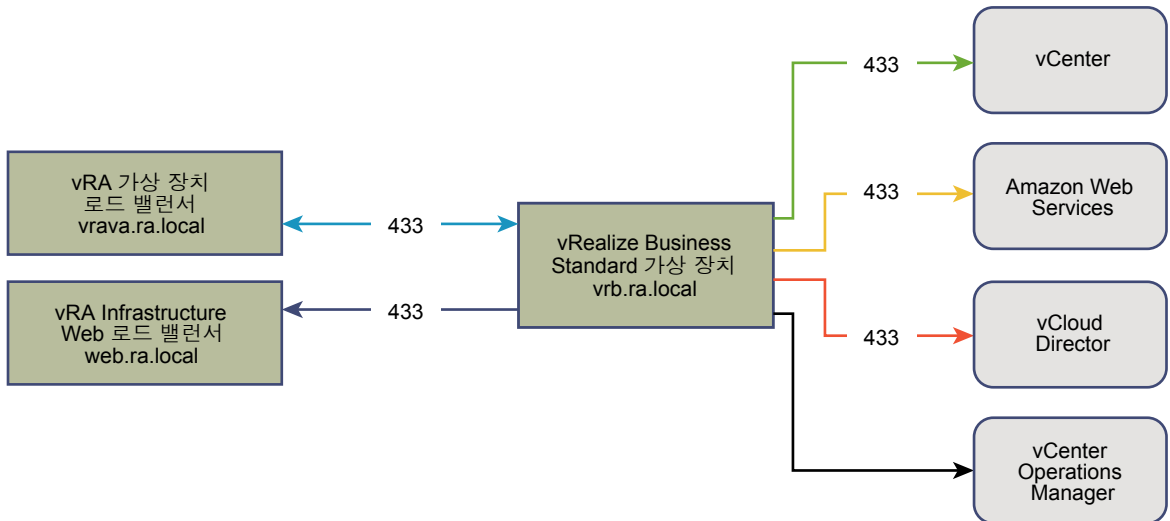 vRA 가상 장치
로드 밸런서
vrava.ra.local
433
vRA Infrastructure
Web 로드 밸런서
web.ra.local
433
vRealize Business
Standard 가상 장치
vrb.ra.local
433
vCenter
433
Amazon Web
Services
433
vCloud
Director
vCenter
Operations
Manager